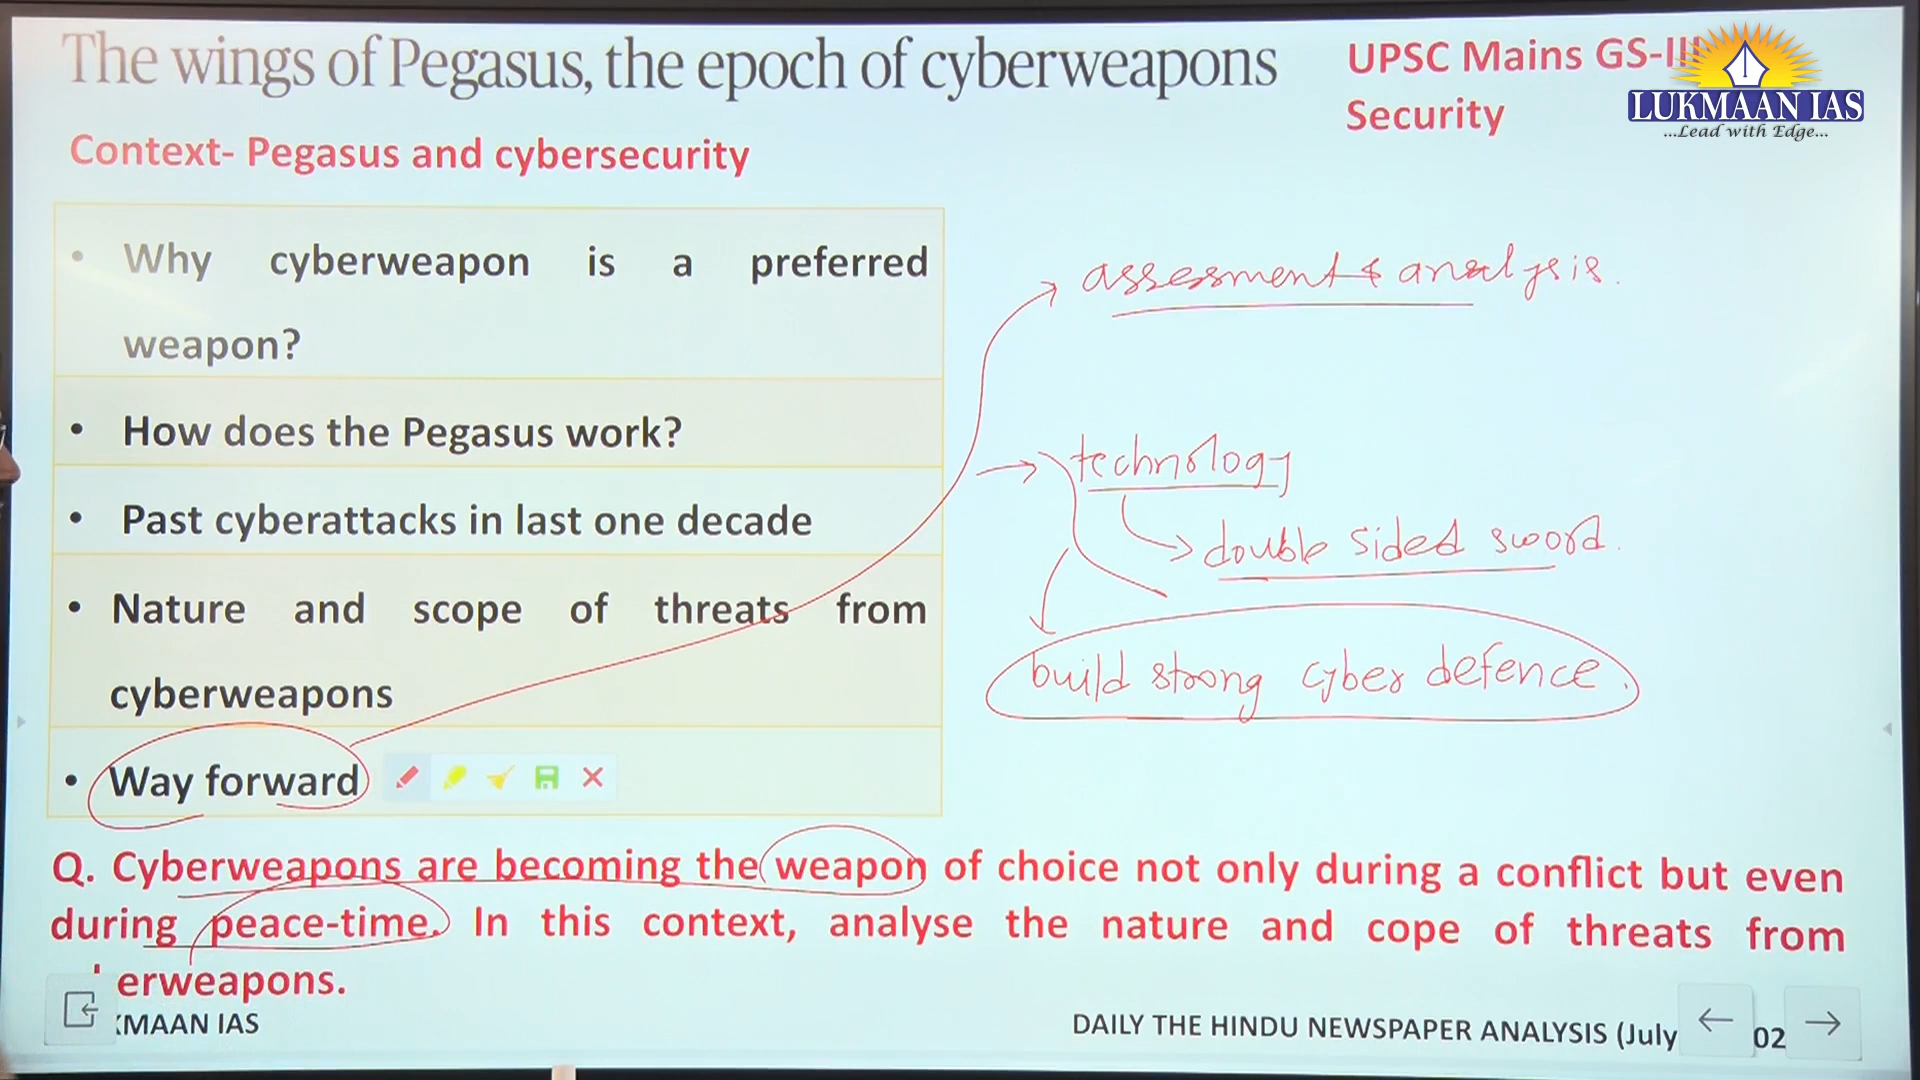 The wings of Pegasus, the epoch of cyberweapons
UPSC Mains GS-III
Security
LUKMAAN IAS
...Lead with Edge...
Context- Pegasus and cybersecurity
• Why cyberweapon is a preferred
weapon?
• How does the Pegasus work?
• Past cyberattacks in last one decade
• Nature and scope of threats from
cyberweapons
• Way forward
assessment & analysis.
technology
double sided sword.
build strong cyber defence.
Q. Cyberweapons are becoming the weapon of choice not only during a conflict but even
during peace-time. In this context, analyse the nature and cope of threats from
erweapons.
KMAAN IAS
DAILY THE HINDU NEWSPAPER ANALYSIS (July 02